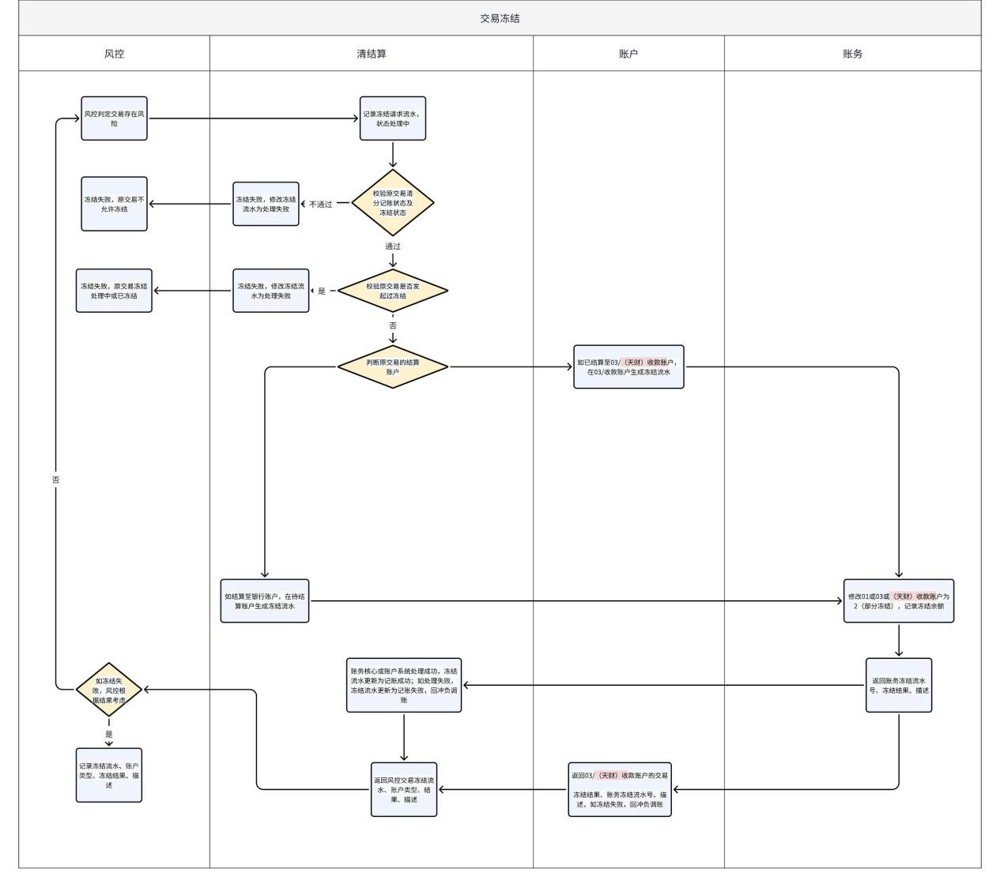 交易冻结
风控
清结算
账户
账务
风控判定交易存在风
险
记录冻结请求流水，
状态处理中
校验原交易清
分记账状态及
冻结状态
不通过
冻结失败，修改冻结
流水为处理失败
冻结失败，原交易不
允许冻结
通过
校验原交易是否发
起过冻结
是
冻结失败，修改冻结流
水为处理失败
冻结失败，原交易冻结
处理中或已冻结
否
判断原交易的结算
账户
如已结算至03/（天财）收款账户，
在03/收款账户生成冻结流水
否
如结算至银行账户，在待结
算账户生成冻结流水
修改01或03或（天财）收款账户为
2（部分冻结），记录冻结余额
如冻结失
败，风控根
据结果考虑
账务核心或账户系统处理成功，冻结
流水更新为记账成功；如处理失败，
冻结流水更新为记账失败，回冲负调
账
返回账务冻结流水
号、冻结结果、描述
是
记录冻结流水、账户
类型、冻结结果、描
述
返回风控交易冻结流
水、账户类型、结
果、描述
返回03/（天财）收款账户的交易
冻结结果、账务冻结流水号、描
述，如冻结失败，回冲负调账